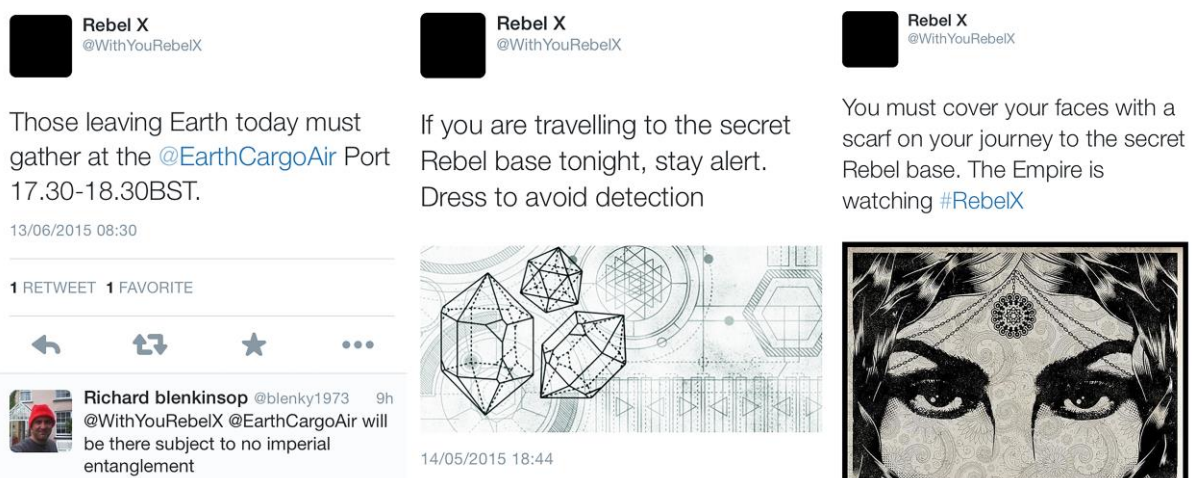 Rebel X
@WithYouRebelX
Those leaving Earth today must
gather at the @EarthCargoAir Port
17.30-18.30BST.
13/06/2015 08:30
1 RETWEET 1 FAVORITE
Richard blenkinsop @blenky1973 9h
@WithYouRebelX @EarthCargoAir will
be there subject to no imperial
entanglement
Rebel X
@WithYouRebelX
If you are travelling to the secret
Rebel base tonight, stay alert.
Dress to avoid detection
14/05/2015 18:44
Rebel X
@WithYouRebelX
You must cover your faces with a
scarf on your journey to the secret
Rebel base. The Empire is
watching #RebelX